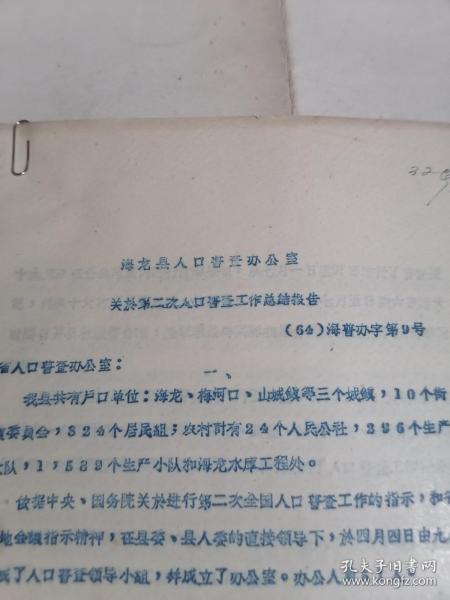 海龙县人口普查办公室
关於第二次人口普查工作总结报告
(64)海普办字第9号
省人口普查办公室:
一、
我县共有户口单位:海龙、梅河口、山城镇等三个城镇,10个街
委员会,324个居民组;农村计有24个人民公社,296个生产
大队,1,589个生产小队和海龙水库工程处。
依据中央、国务院关於进行第二次全国人口普查工作的指示,和
地会议指示精神,在县委、县人委的直接领导下,於四月四日由九
成了人口普查领导小组,并成立了办公室。办公人
孔夫子旧书网